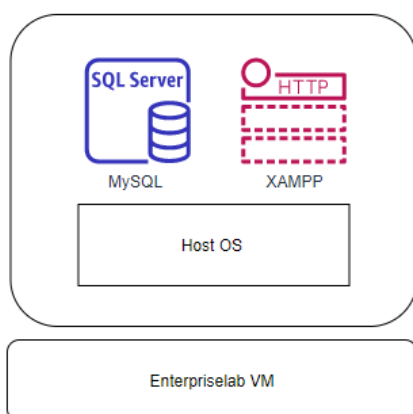 SQL Server
HTTP
MySQL
XAMPP
Host OS
Enterpriselab VM